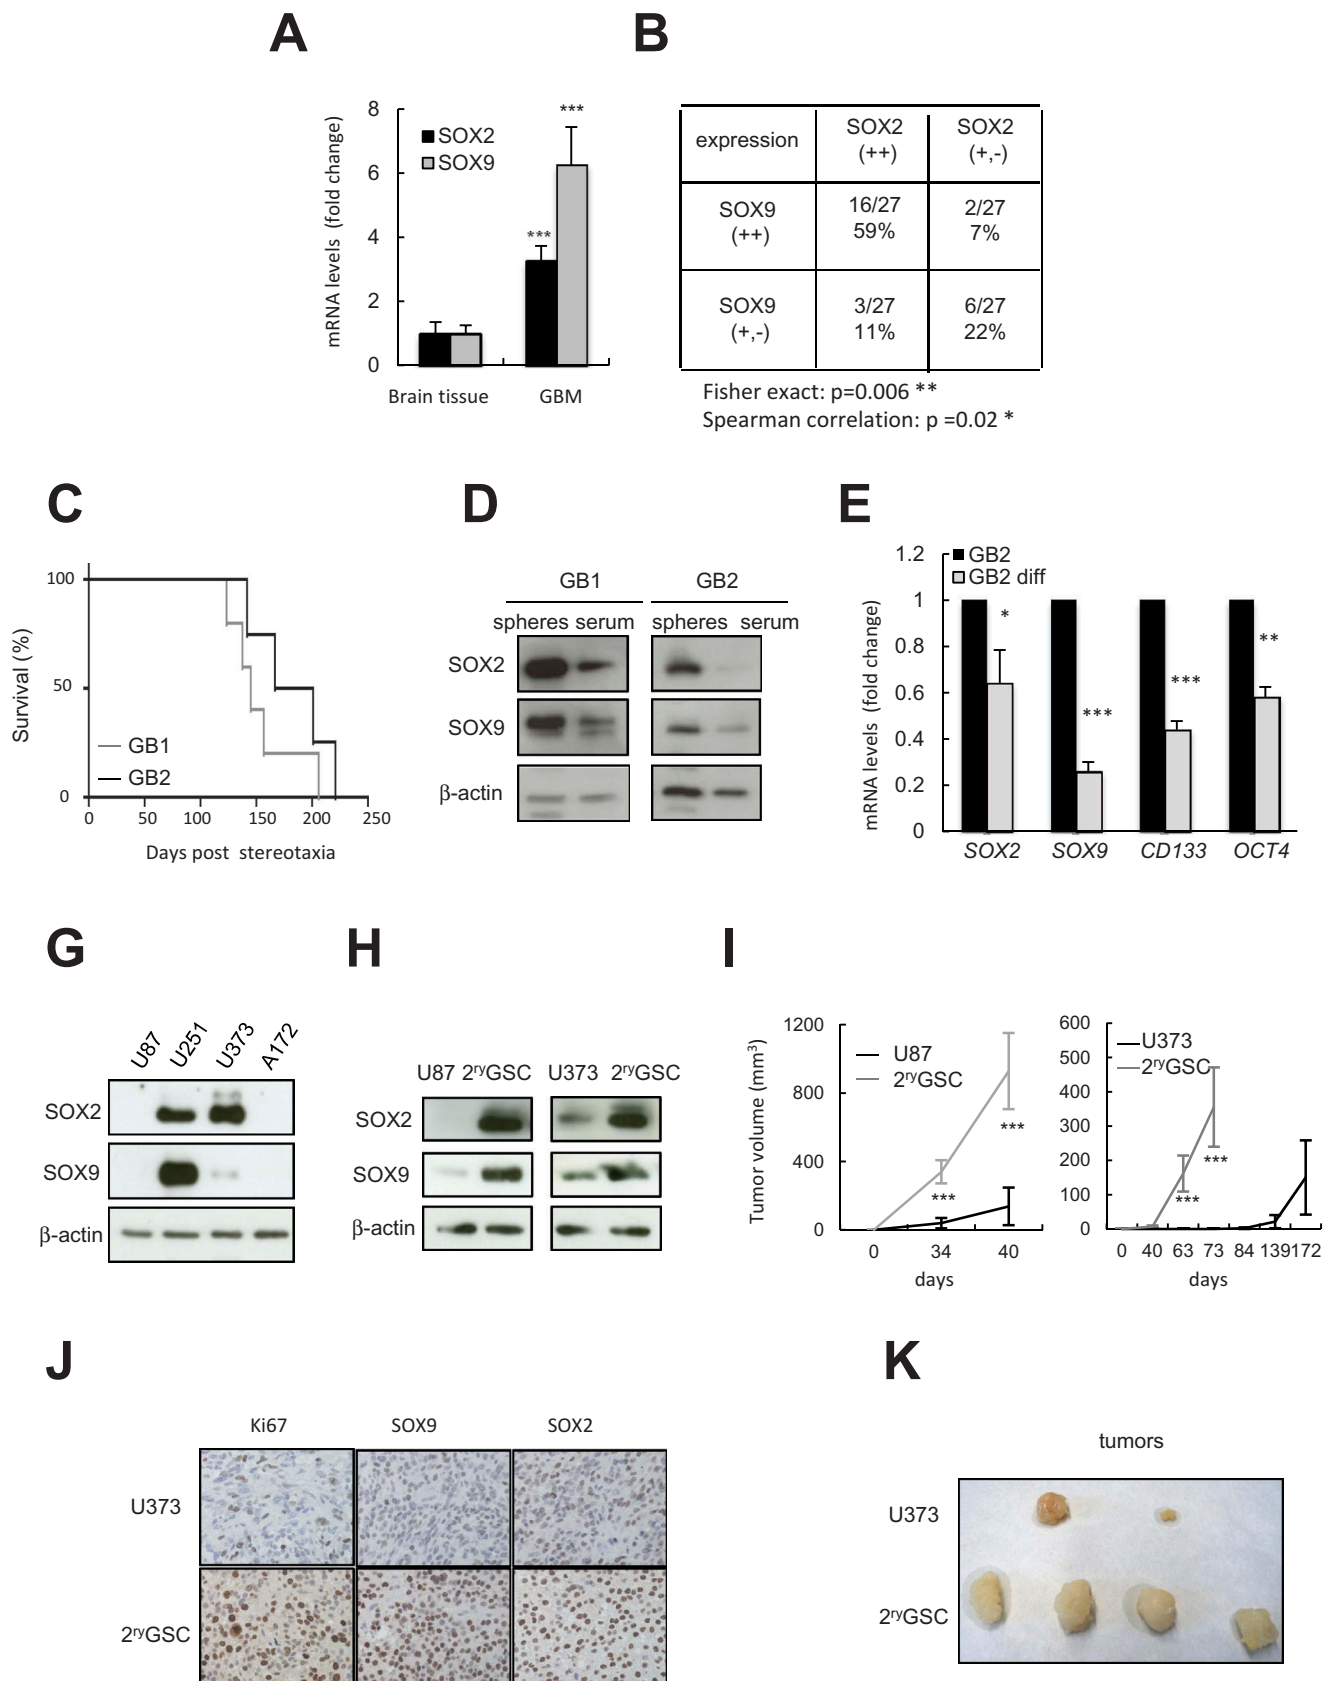 A
B
8
6
4
2
0
mRNA levels (fold change)
SOX2
SOX9
***
***
Brain tissue
GBM
expression
SOX2
(++)
SOX2
(+,-)
SOX9
(++)
16/27
59%
2/27
7%
SOX9
(+,-)
3/27
11%
6/27
22%
Fisher exact: p=0.006 **
Spearman correlation: p =0.02 *
C
D
E
100
50
0
Survival (%)
GB1
GB2
0 50 100 150 200 250
Days post stereotaxia
GB1
GB2
spheres serum
spheres serum
SOX2
SOX9
β-actin
1.2
1
0.8
0.6
0.4
0.2
0
mRNA levels (fold change)
GB2
GB2 diff
*
***
***
**
SOX2 SOX9 CD133 OCT4
G
H
I
U87 U251 U373 A172
SOX2
SOX9
β-actin
U87 2ryGSC
U373 2ryGSC
SOX2
SOX9
β-actin
Tumor volume (mm3)
1200
800
400
0
U87
2ryGSC
***
***
0 34 40
days
600
500
400
300
200
100
0
U373
2ryGSC
***
***
0 40 63 73 84 139 172
days
J
K
Ki67
SOX9
SOX2
U373
2ryGSC
tumors
U373
2ryGSC